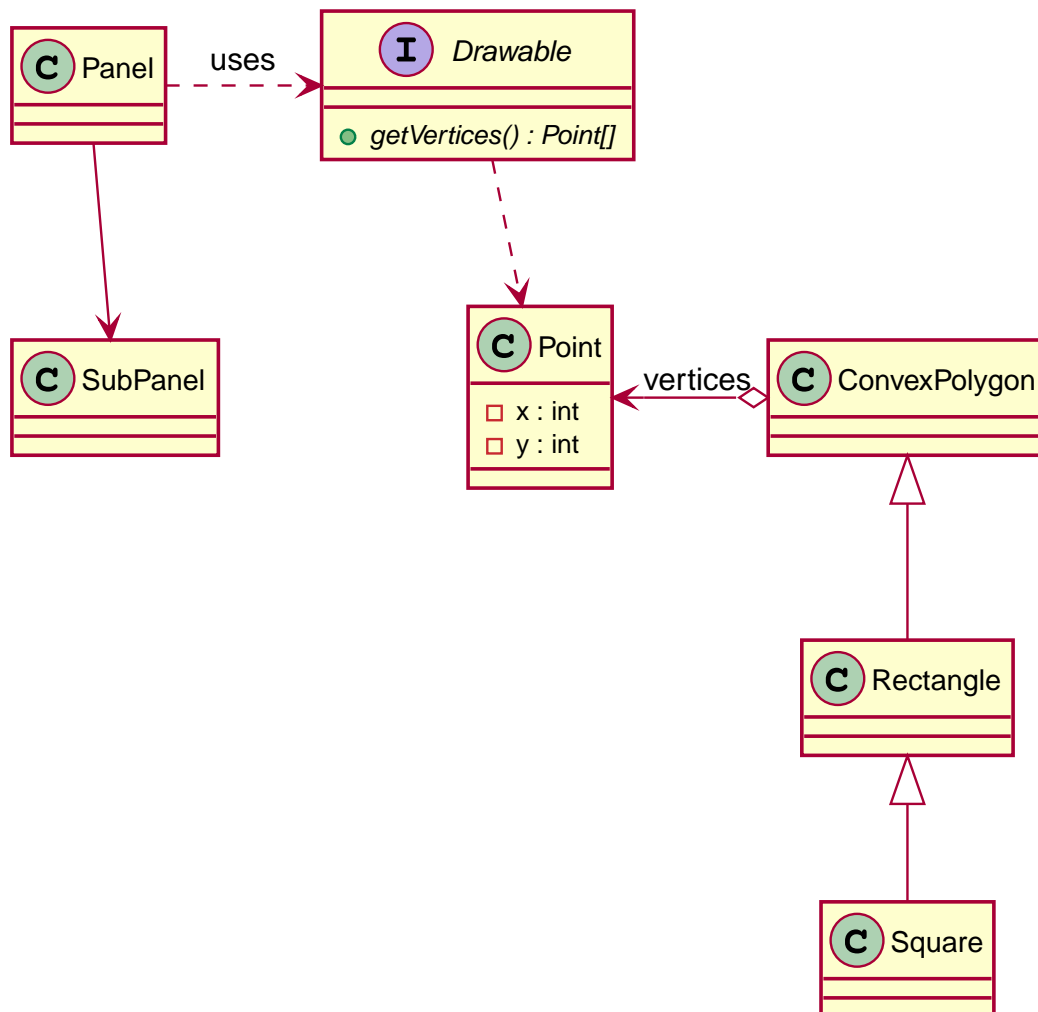 C Panel
uses
I Drawable
getVertices() : Point[]
C SubPanel
C Point
x : int
y : int
vertices
C ConvexPolygon
C Rectangle
C Square